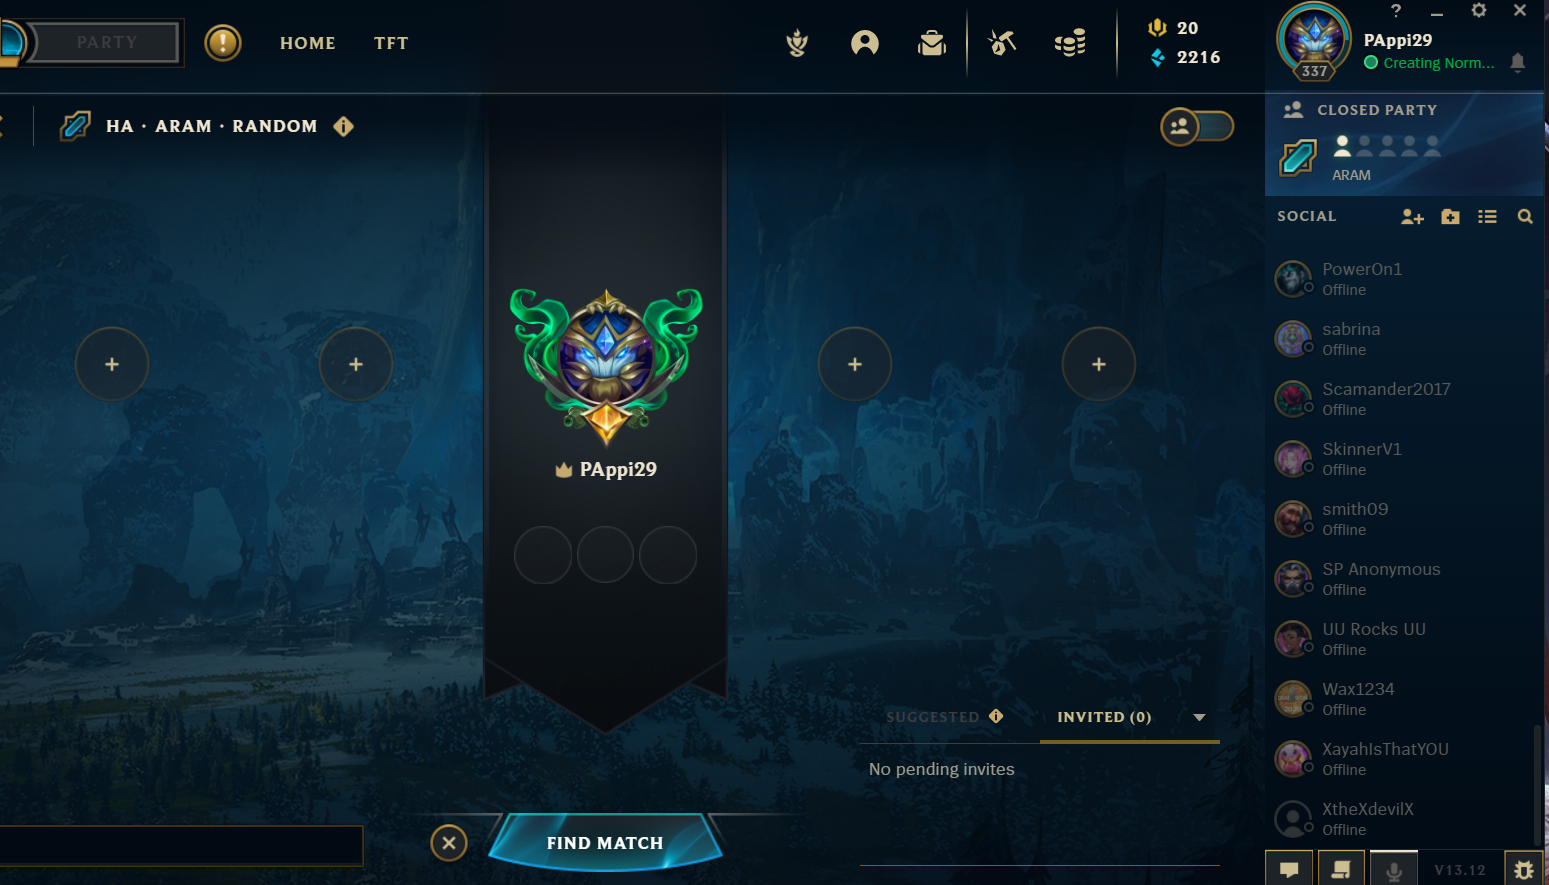 PARTY
HOME
TFT
20
2216
?
337
PAppi29
Creating Norm...
HA · ARAM · RANDOM
CLOSED PARTY
ARAM
SOCIAL
PowerOn1
Offline
sabrina
Offline
Scamander2017
Offline
SkinnerV1
Offline
smith09
Offline
SP Anonymous
Offline
UU Rocks UU
Offline
Wax1234
Offline
XayahIsThatYOU
Offline
XtheXdevilX
Offline
PAppi29
SUGGESTED
INVITED (0)
No pending invites
FIND MATCH
V13.12